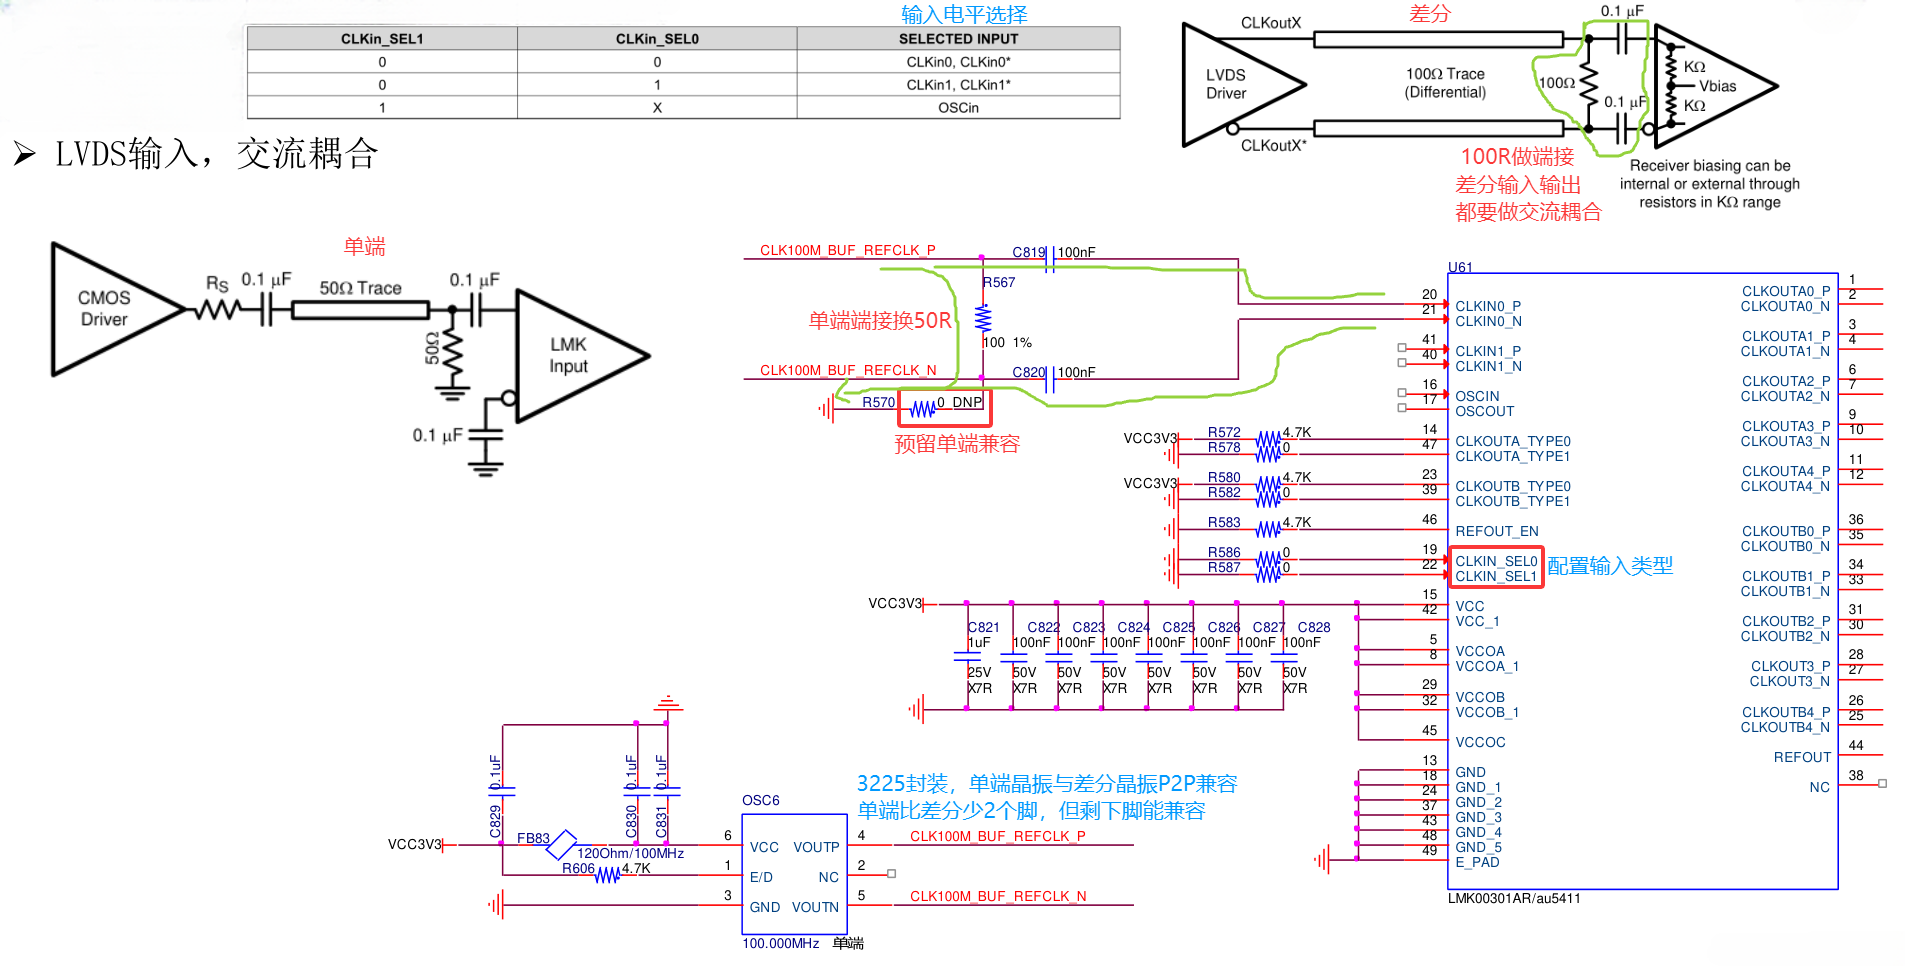 输入电平选择
CLKin_SEL1 CLKin_SEL0 SELECTED INPUT
0 0 CLKin0, CLKin0*
0 1 CLKin1, CLKin1*
1 X OSCin
➢ LVDS输入，交流耦合
差分
CLKoutX
0.1 µF
LVDS
Driver
100Ω Trace
(Differential)
100Ω
KΩ
Vbias
KΩ
0.1 µF
CLKoutX*
100R做端接
差分输入输出
都要做交流耦合
Receiver biasing can be
internal or external through
resistors in KΩ range
单端
CMOS
Driver
RS
0.1 µF
50Ω Trace
0.1 µF
50Ω
LMK
Input
0.1 µF
CLK100M_BUF_REFCLK_P
C819 100nF
R567
单端端接换50R
100 1%
CLK100M_BUF_REFCLK_N
C820 100nF
R570 0 DNP
预留单端兼容
VCC3V3 R572 4.7K
R578 0
VCC3V3 R580 4.7K
R582 0
R583 4.7K
R586 0
R587 0
U61
20 CLKIN0_P
21 CLKIN0_N
41 CLKIN1_P
40 CLKIN1_N
16 OSCIN
17 OSCOUT
14 CLKOUTA_TYPE0
47 CLKOUTA_TYPE1
23 CLKOUTB_TYPE0
39 CLKOUTB_TYPE1
46 REFOUT_EN
19 CLKIN_SEL0
22 CLKIN_SEL1
配置输入类型
15 VCC
42 VCC_1
5 VCCOA
8 VCCOA_1
29 VCCOB
32 VCCOB_1
45 VCCOC
13 GND
18 GND_1
24 GND_2
37 GND_3
43 GND_4
48 GND_5
49 E_PAD
CLKOUTA0_P 1
CLKOUTA0_N 2
CLKOUTA1_P 3
CLKOUTA1_N 4
CLKOUTA2_P 6
CLKOUTA2_N 7
CLKOUTA3_P 9
CLKOUTA3_N 10
CLKOUTA4_P 11
CLKOUTA4_N 12
CLKOUTB0_P 36
CLKOUTB0_N 35
CLKOUTB1_P 34
CLKOUTB1_N 33
CLKOUTB2_P 31
CLKOUTB2_N 30
CLKOUT3_P 28
CLKOUT3_N 27
CLKOUTB4_P 26
CLKOUTB4_N 25
REFOUT 44
NC 38
LMK00301AR/au5411
VCC3V3
C821 C822 C823 C824 C825 C826 C827 C828
1uF 100nF 100nF 100nF 100nF 100nF 100nF 100nF
25V 50V 50V 50V 50V 50V 50V 50V
X7R X7R X7R X7R X7R X7R X7R X7R
C829 0.1uF
C830 0.1uF
C831 0.1uF
VCC3V3
FB83
120Ohm/100MHz
R606 4.7K
3225封装，单端晶振与差分晶振P2P兼容
单端比差分少2个脚，但剩下脚能兼容
OSC6
6 VCC VOUTP 4 CLK100M_BUF_REFCLK_P
1 E/D NC 2
3 GND VOUTN 5 CLK100M_BUF_REFCLK_N
100.000MHz 单端